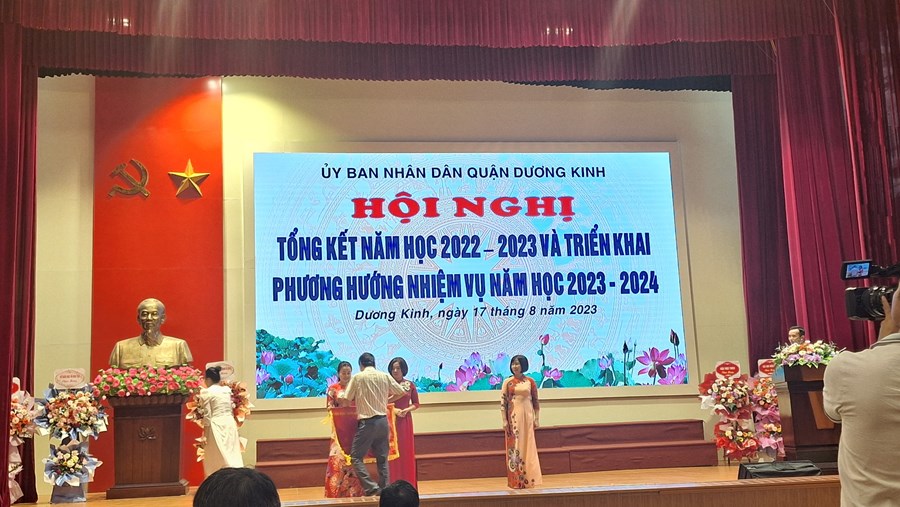 ỦY BAN NHÂN DÂN QUẬN DƯƠNG KINH
HỘI NGHỊ
TỔNG KẾT NĂM HỌC 2022 – 2023 VÀ TRIỂN KHAI
PHƯƠNG HƯỚNG NHIỆM VỤ NĂM HỌC 2023 - 2024
Dương Kinh, ngày 17 tháng 8 năm 2023